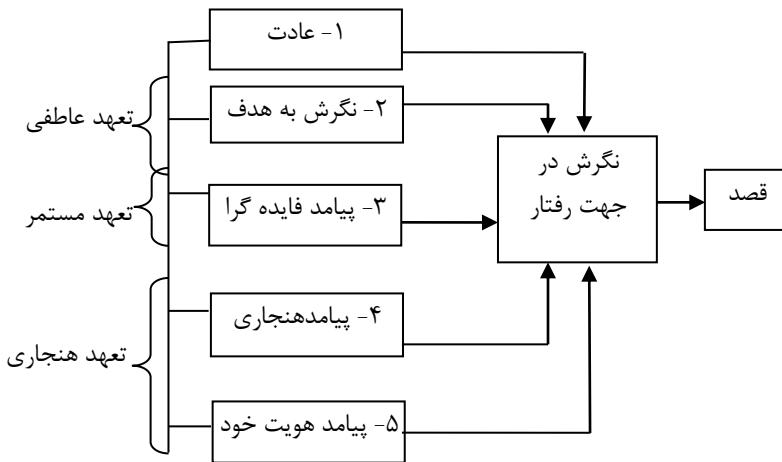 ۱- عادت
۲- نگرش به هدف
۳- پیامد فایده گرا
۴- پیامدهنجاری
۵- پیامد هویت خود
تعهد عاطفی
تعهد مستمر
تعهد هنجاری
نگرش در
جهت رفتار
قصد